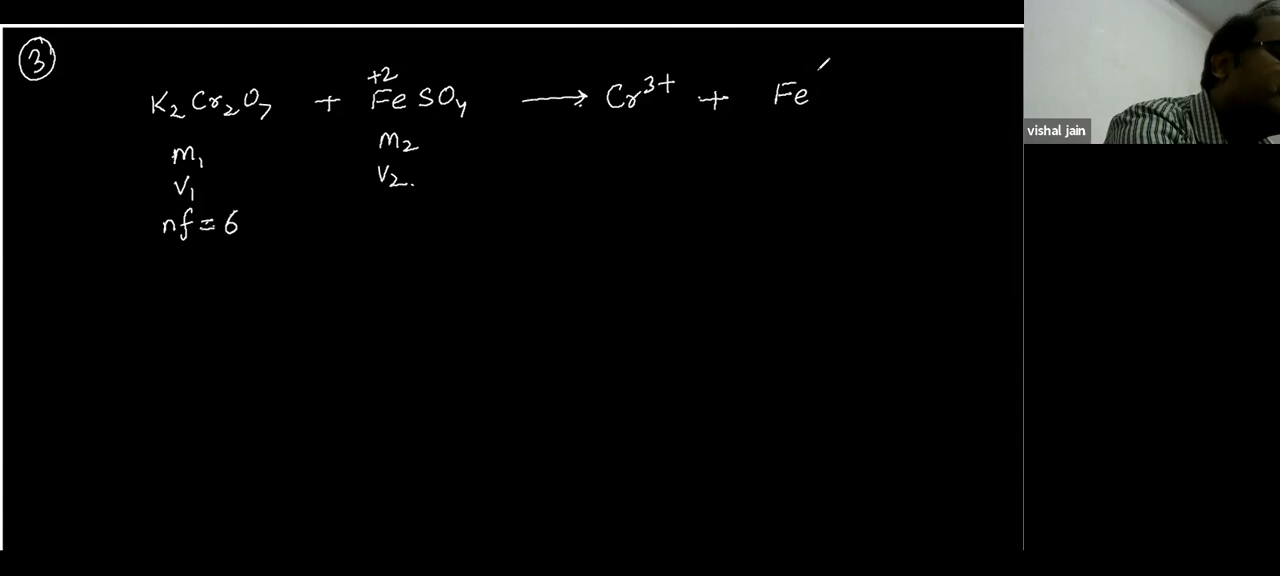 ③
K₂Cr₂O₇ + FeSO₄ ⟶ Cr³⁺ + Fe
+2
M₁ M₂
V₁ V₂.
nf = 6
vishal jain